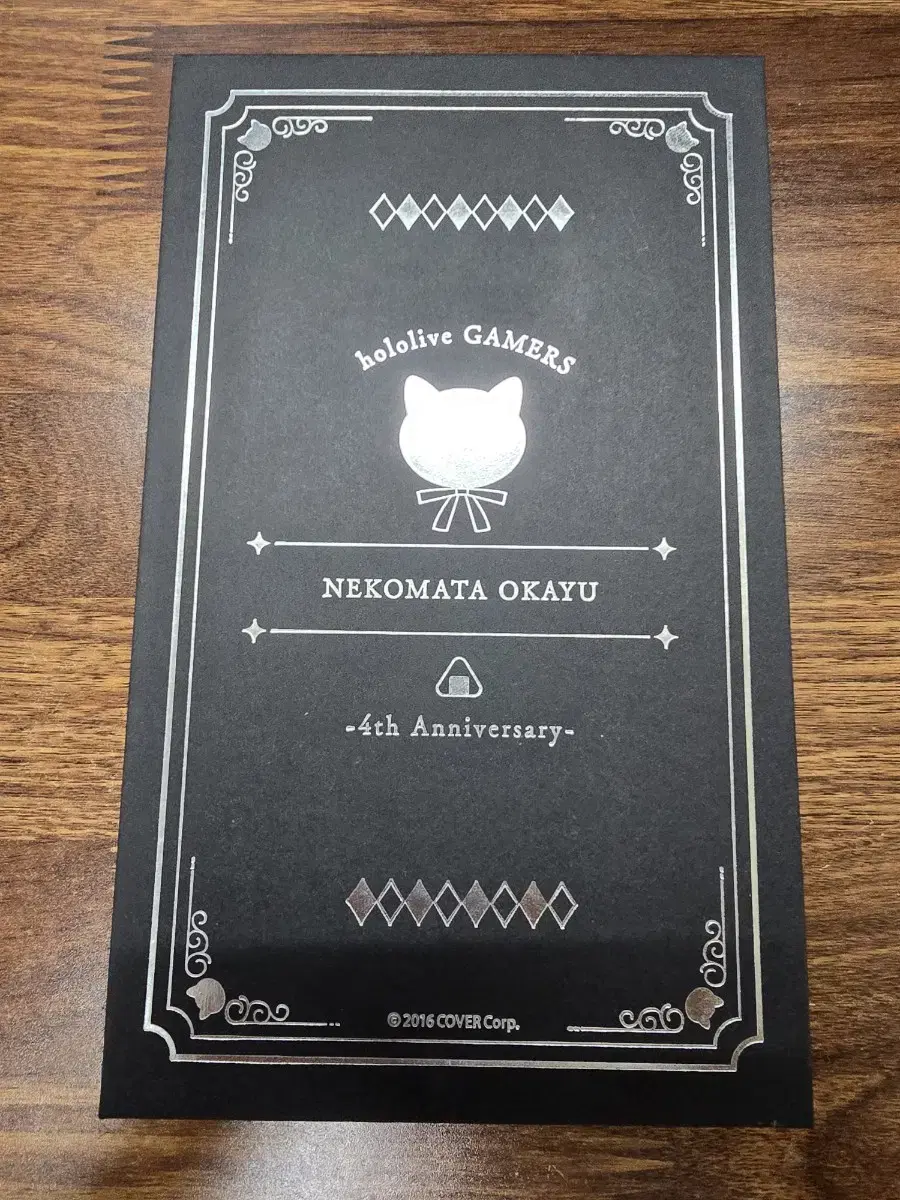 hololive GAMERS
NEKOMATA OKAYU
-4th Anniversary-
© 2016 COVER Corp.